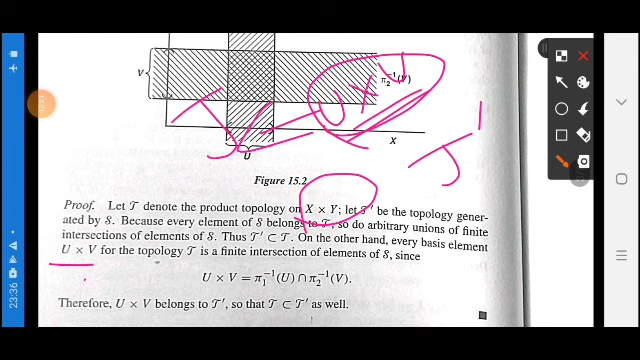 V
π₂⁻¹(V)
U X V
T
J'
X
U
Figure 15.2
Proof. Let 𝒯 denote the product topology on X × Y; let 𝒯′ be the topology gener-
ated by 𝒮. Because every element of 𝒮 belongs to 𝒯, so do arbitrary unions of finite
intersections of elements of 𝒮. Thus 𝒯′ ⊂ 𝒯. On the other hand, every basis element
U × V for the topology 𝒯 is a finite intersection of elements of 𝒮, since
U × V = π₁⁻¹(U) ∩ π₂⁻¹(V).
Therefore, U × V belongs to 𝒯′, so that 𝒯 ⊂ 𝒯′ as well.
23:36